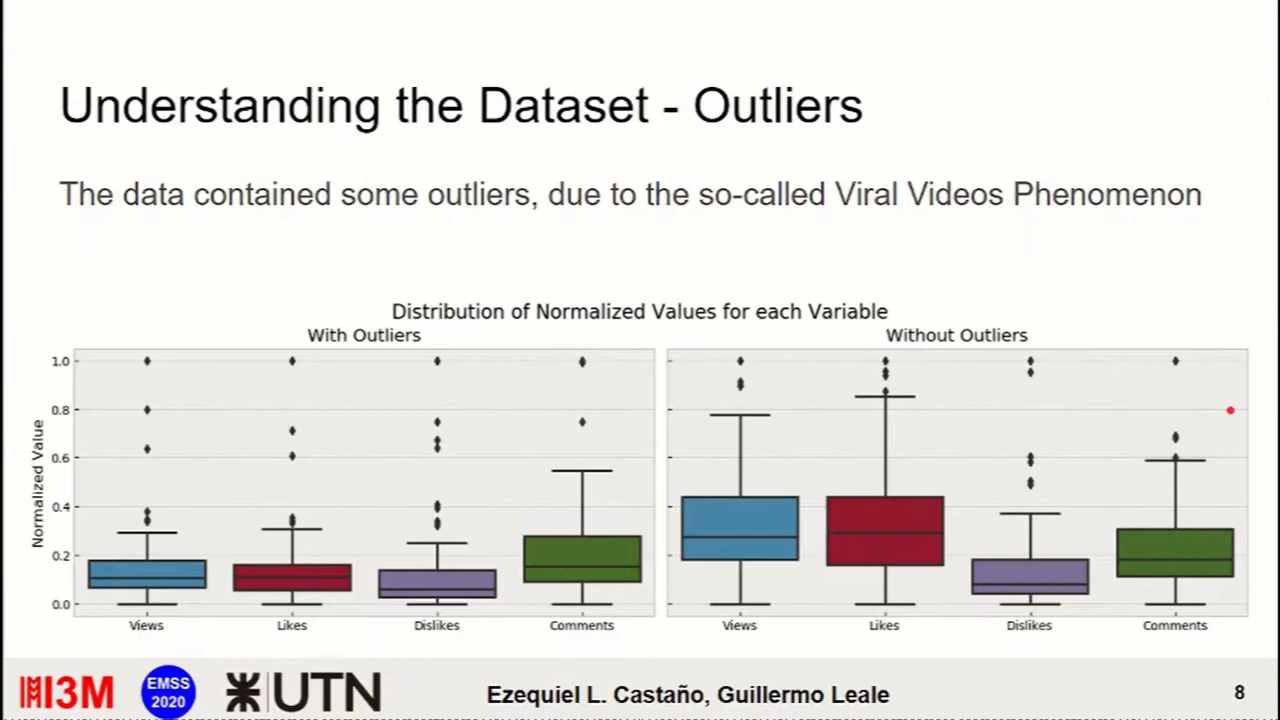 Understanding the Dataset - Outliers
The data contained some outliers, due to the so-called Viral Videos Phenomenon
Distribution of Normalized Values for each Variable
With Outliers
Without Outliers
Normalized Value
1.0
0.8
0.6
0.4
0.2
0.0
Views Likes Dislikes Comments
Views Likes Dislikes Comments
I3M
EMSS
2020
UTN
Ezequiel L. Castaño, Guillermo Leale
8